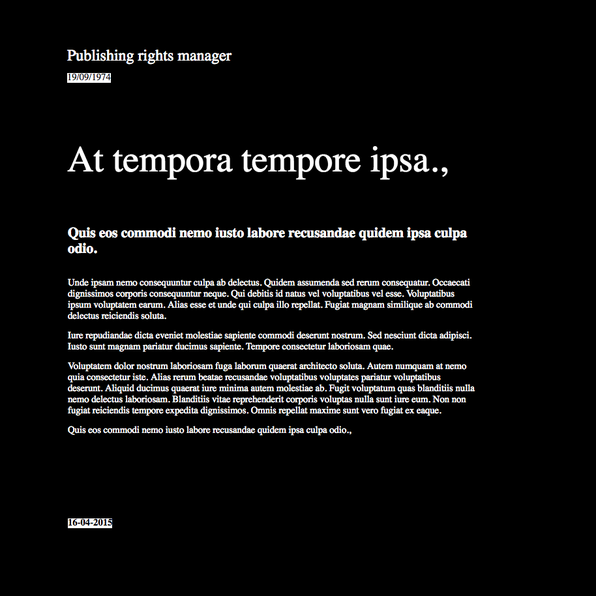 Publishing rights manager
19/09/1974
At tempora tempore ipsa.,
Quis eos commodi nemo iusto labore recusandae quidem ipsa culpa
odio.
Unde ipsam nemo consequuntur culpa ab delectus. Quidem assumenda sed rerum consequatur. Occaecati
dignissimos corporis consequuntur neque. Qui debitis id natus vel voluptatibus vel esse. Voluptatibus
ipsum voluptatem earum. Alias esse et unde qui culpa illo repellat. Fugiat magnam similique ab commodi
delectus reiciendis soluta.
Iure repudiandae dicta eveniet molestiae sapiente commodi deserunt nostrum. Sed nesciunt dicta adipisci.
Iusto sunt magnam pariatur ducimus sapiente. Tempore consectetur laboriosam quae.
Voluptatem dolor nostrum laboriosam fuga laborum quaerat architecto soluta. Autem numquam at nemo
quia consectetur iste. Alias rerum beatae recusandae voluptatibus voluptates pariatur voluptatibus
deserunt. Aliquid ducimus quaerat iure minima autem molestiae ab. Fugit voluptatum quas blanditiis nulla
nemo delectus laboriosam. Blanditiis vitae reprehenderit corporis voluptas nulla sunt iure eum. Non non
fugiat reiciendis tempore expedita dignissimos. Omnis repellat maxime sunt vero fugiat ex eaque.
Quis eos commodi nemo iusto labore recusandae quidem ipsa culpa odio.,
16-04-2015